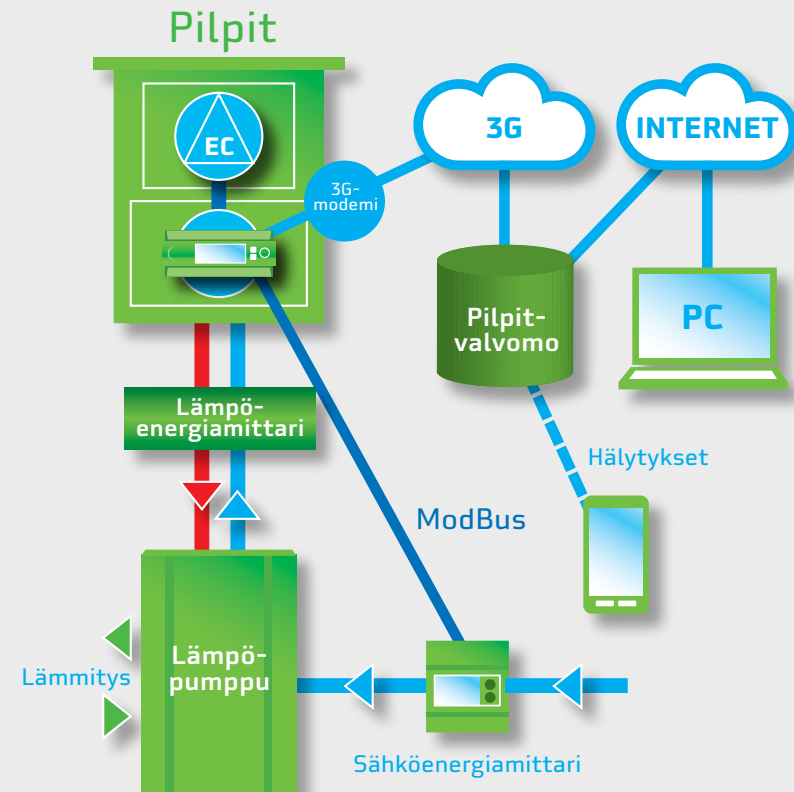 Pilpit
EC
3G-
modemi
3G
INTERNET
Pilpit-
valvomo
PC
Lämpö-
energiamittari
Hälytykset
ModBus
Lämpö-
pumppu
Lämmitys
Sähköenergiamittari